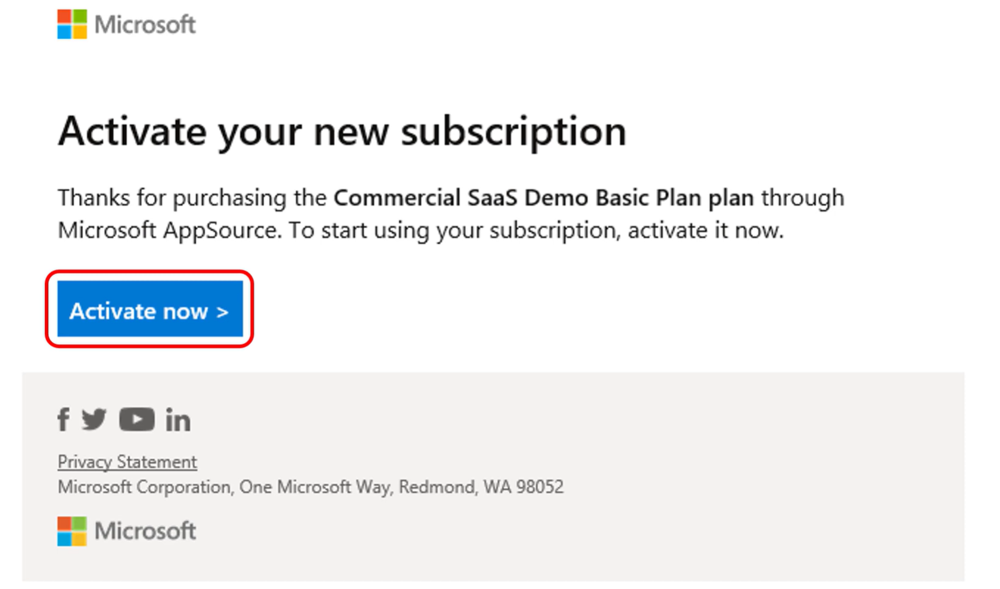 Microsoft
Activate your new subscription
Thanks for purchasing the Commercial SaaS Demo Basic Plan plan through
Microsoft AppSource. To start using your subscription, activate it now.
Activate now >
Privacy Statement
Microsoft Corporation, One Microsoft Way, Redmond, WA 98052
Microsoft